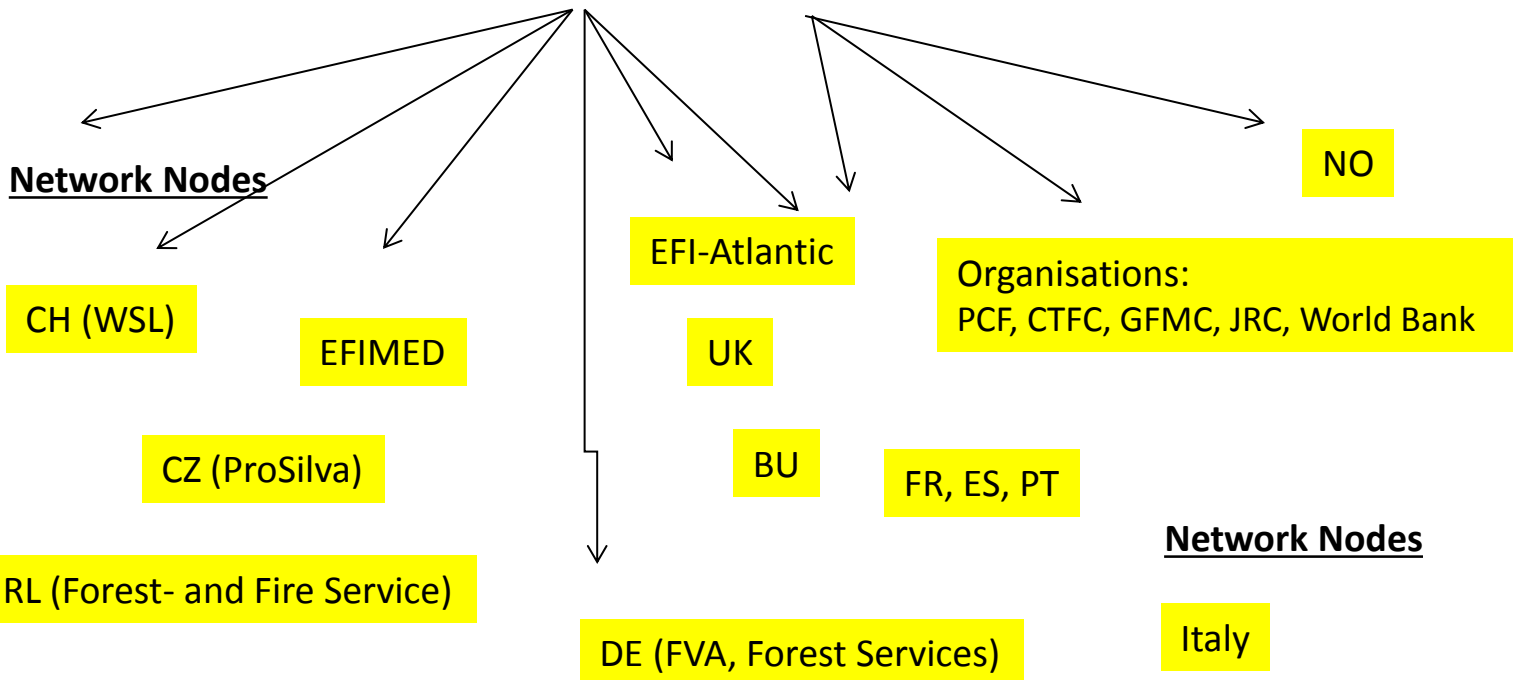 NO
Network Nodes
EFI-Atlantic
Organisations:
PCF, CTFC, GFMC, JRC, World Bank
CH (WSL)
EFIMED
UK
CZ (ProSilva)
BU
FR, ES, PT
Network Nodes
RL (Forest- and Fire Service)
DE (FVA, Forest Services)
Italy